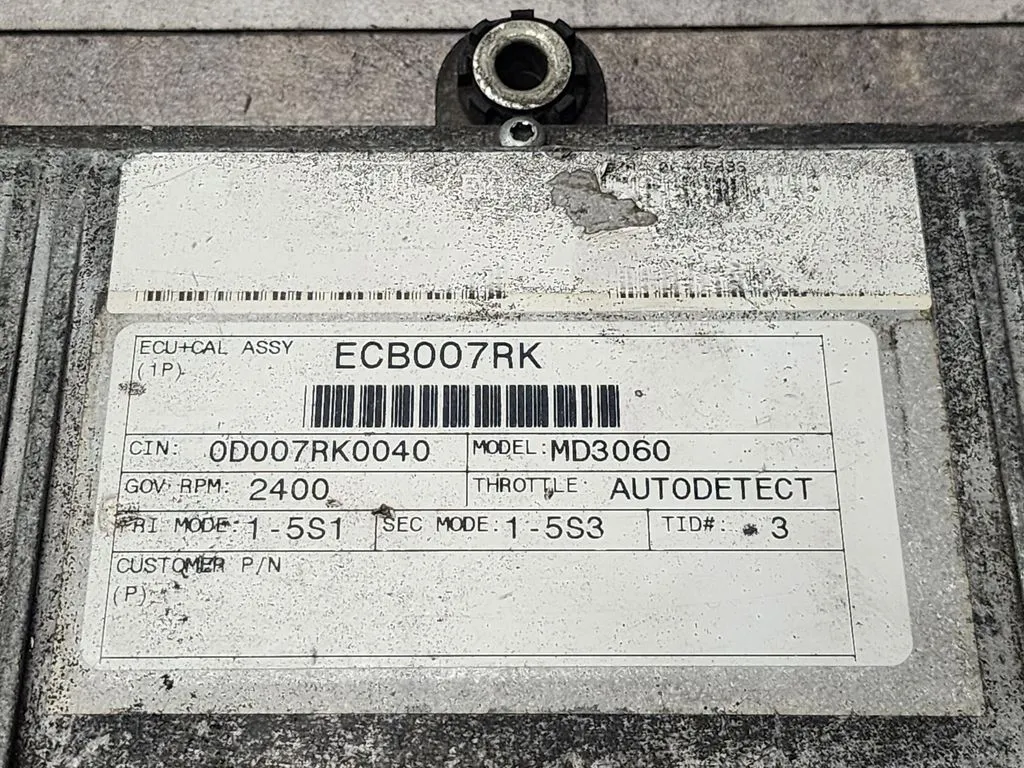 ECU+CAL ASSY ECB007RK
(1P)
CIN: 0D007RK0040 MODEL: MD3060
GOV RPM: 2400 THROTTLE: AUTODETECT
PRI MODE: 1-5S1 SEC MODE: 1-5S3 TID#: 3
CUSTOMER P/N
(P)